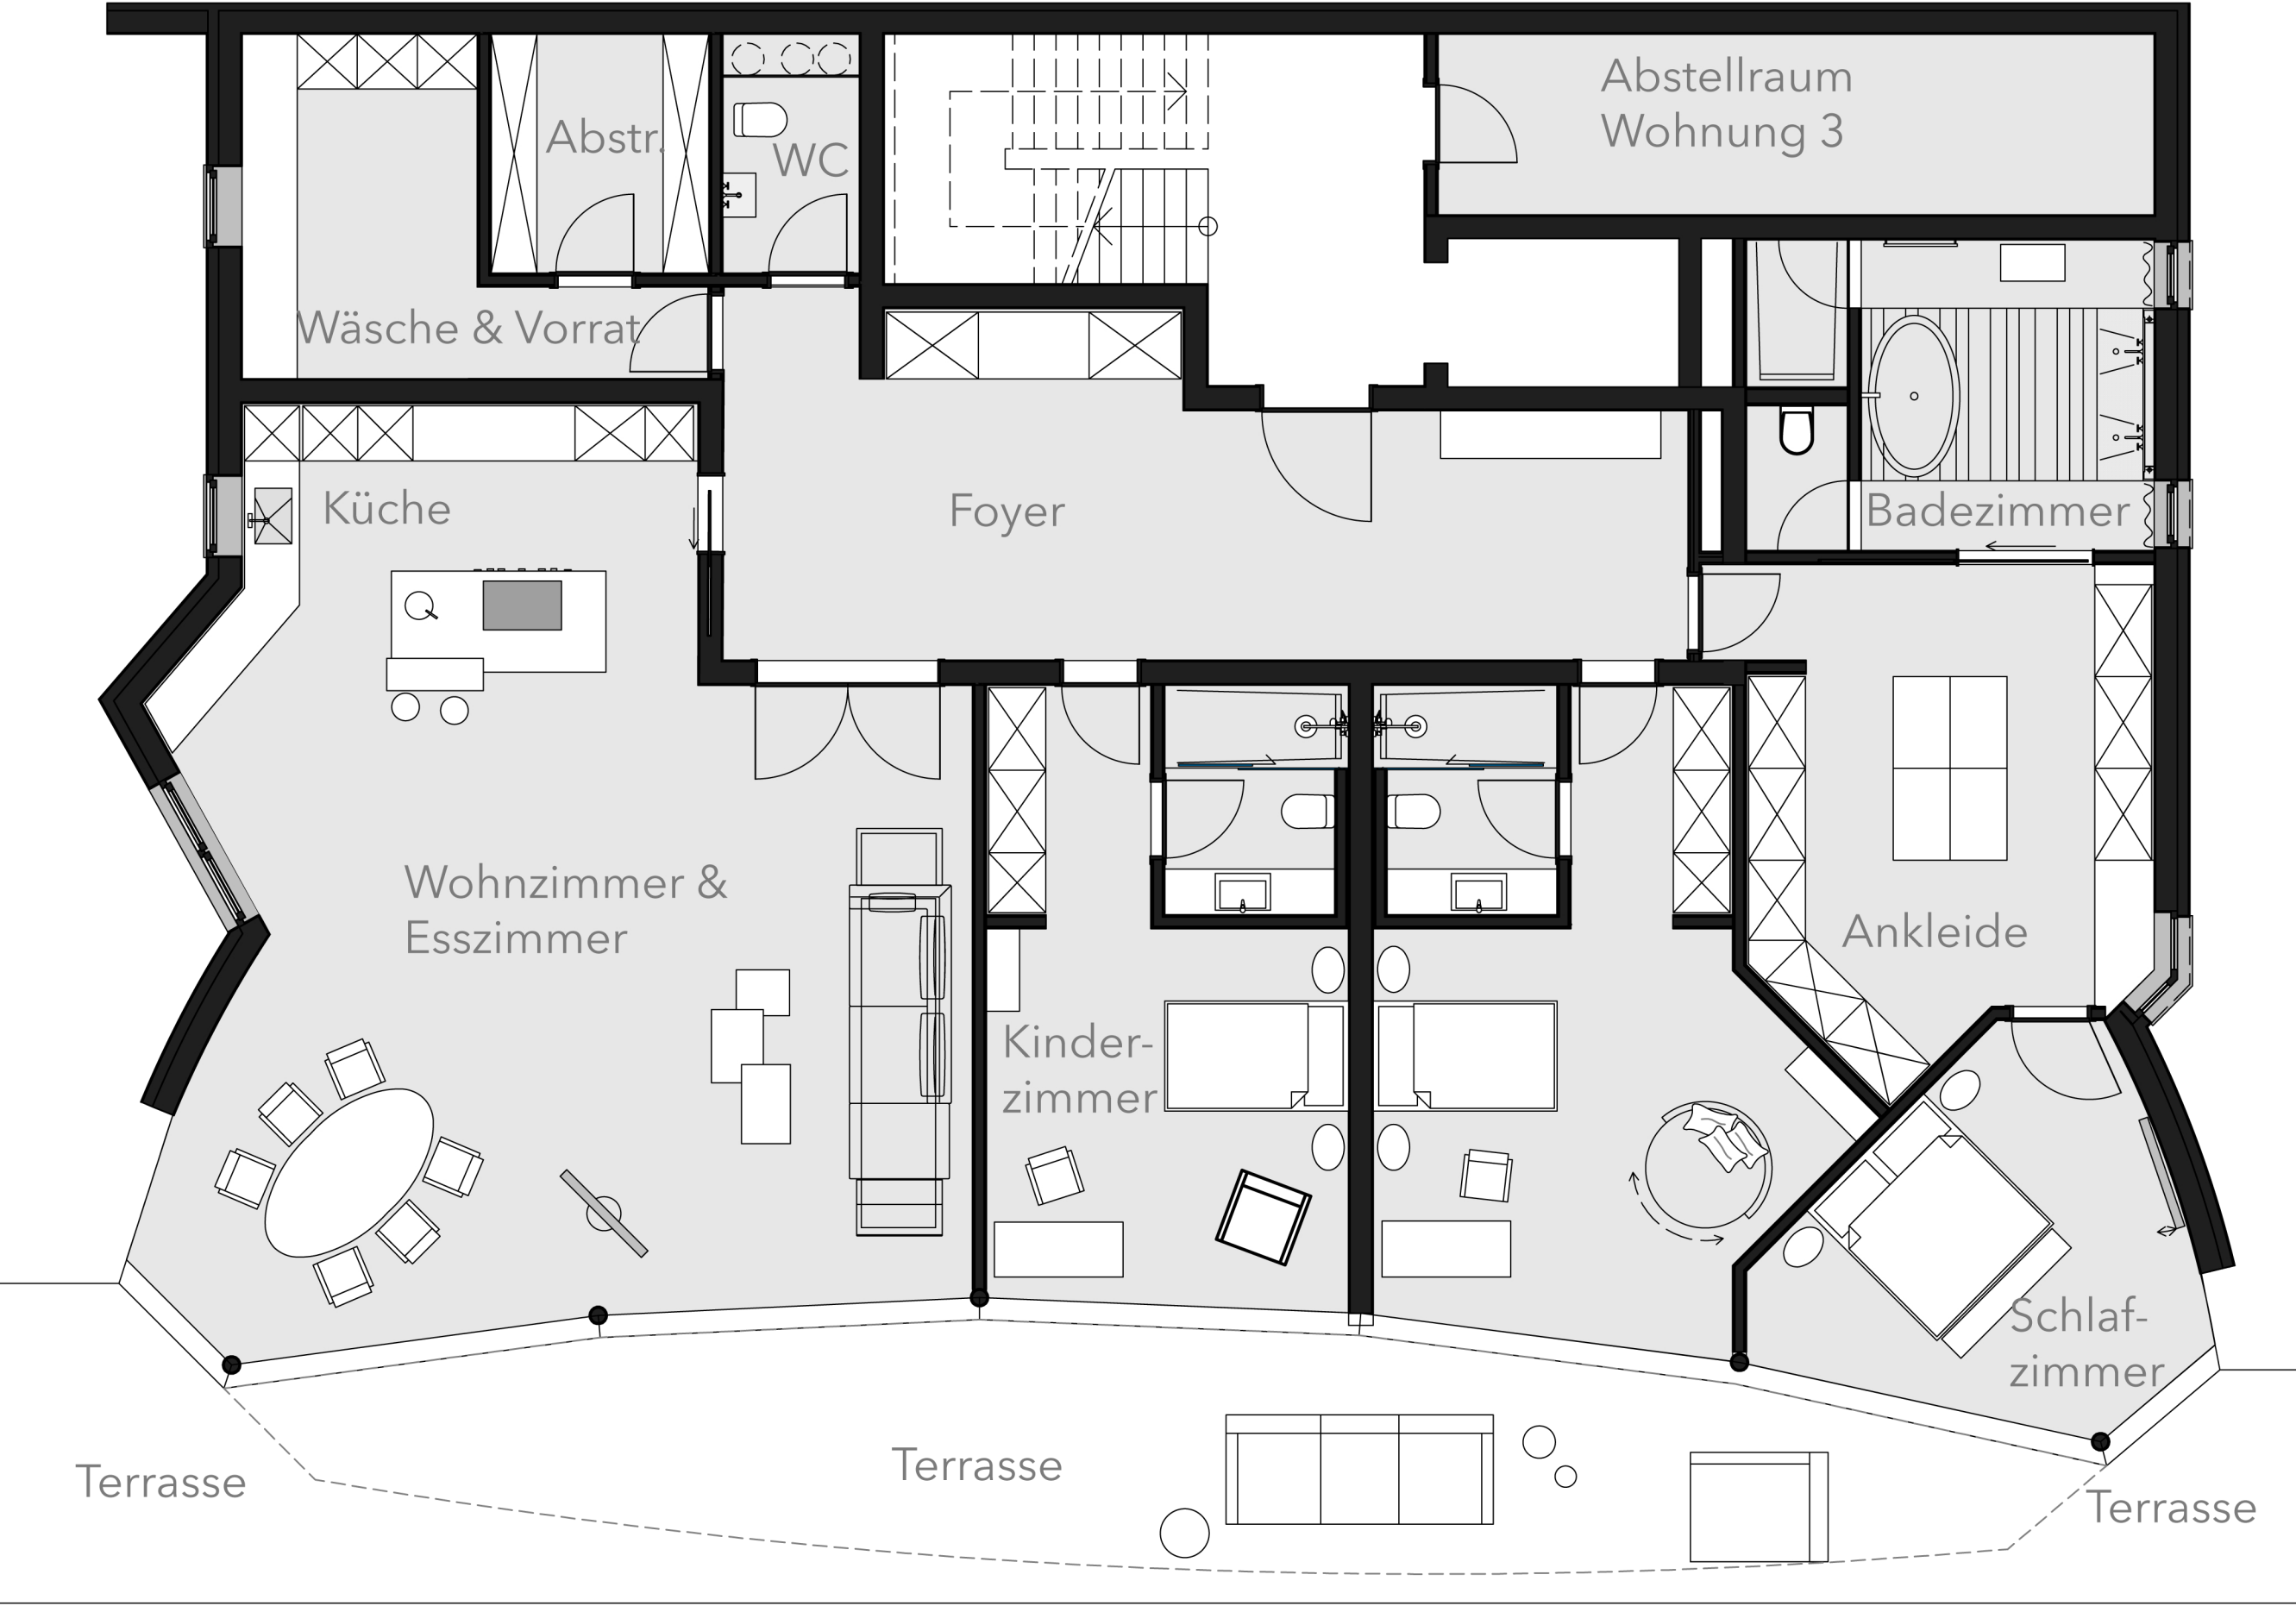 Abstellraum
Wohnung 3
Abstr.
WC
Wäsche & Vorrat
Küche
Foyer
Badezimmer
Wohnzimmer &
Esszimmer
Ankleide
Kinder-
zimmer
Schlaf-
zimmer
Terrasse
Terrasse
Terrasse